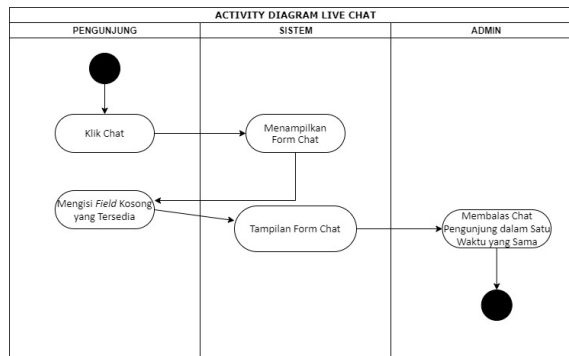 ACTIVITY DIAGRAM LIVE CHAT
PENGUNJUNG
SISTEM
ADMIN
Klik Chat
Menampilkan
Form Chat
Mengisi Field Kosong
yang Tersedia
Tampilan Form Chat
Membalas Chat
Pengunjung dalam Satu
Waktu yang Sama